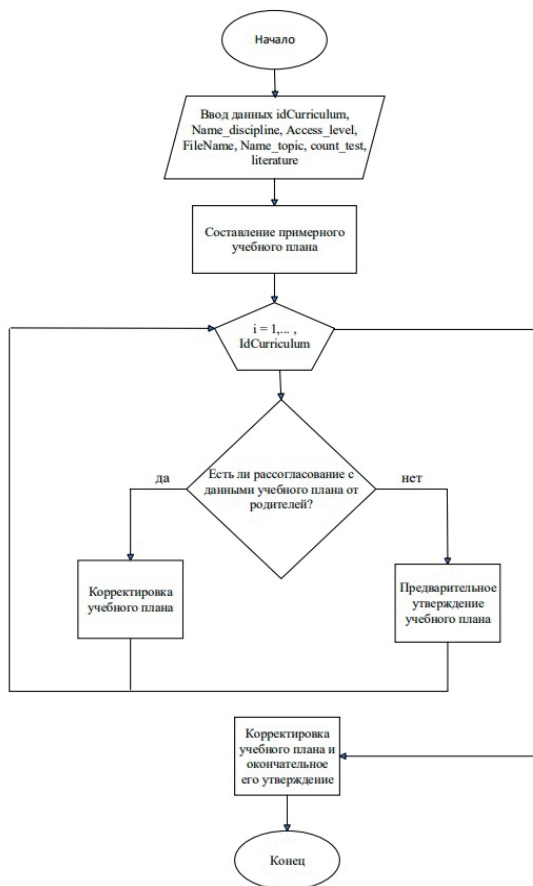 Начало
Ввод данных idCurriculum,
Name_discipline, Access_level,
FileName, Name_topic, count_test,
literature
Составление примерного
учебного плана
i = 1,... ,
IdCurriculum
Есть ли рассогласование с
данными учебного плана от
родителей?
да
нет
Корректировка
учебного плана
Предварительное
утверждение
учебного плана
Корректировка
учебного плана и
окончательное
его утверждение
Конец